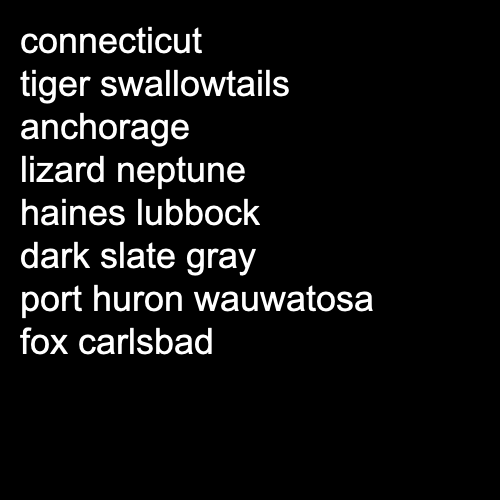 connecticut
tiger swallowtails
anchorage
lizard neptune
haines lubbock
dark slate gray
port huron wauwatosa
fox carlsbad